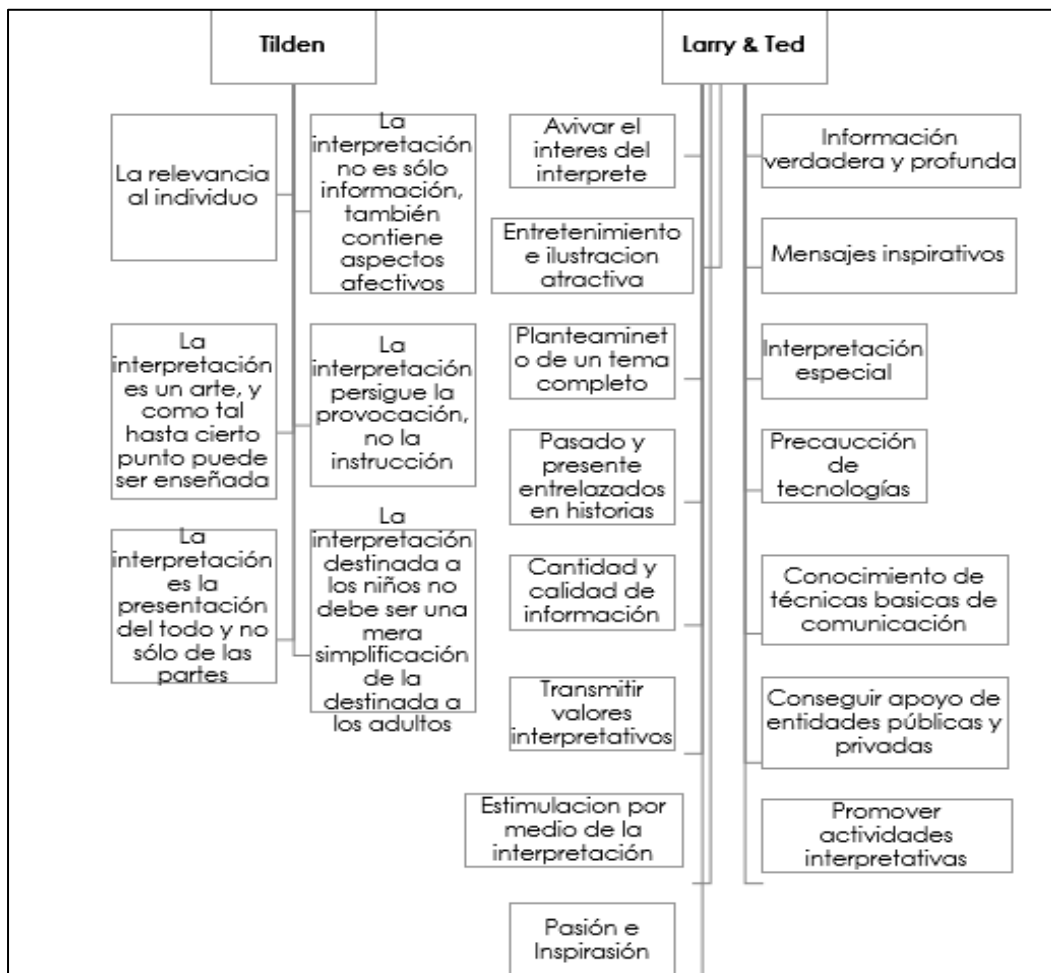 Tilden
La relevancia
al individuo
La
interpretación
no es sólo
información,
también
contiene
aspectos
afectivos
La
interpretación
es un arte, y
como tal
hasta cierto
punto puede
ser enseñada
La
interpretación
persigue la
provocación,
no la
instrucción
La
interpretación
es la
presentación
del todo y no
sólo de las
partes
La
interpretación
destinada a
los niños no
debe ser una
mera
simplificación
de la
destinada a
los adultos
Larry & Ted
Avivar el
interes del
interprete
Información
verdadera y profunda
Entretenimiento
e ilustracion
atractiva
Mensajes inspirativos
Planteaminet
o de un tema
completo
Interpretación
especial
Pasado y
presente
entrelazados
en historias
Precaucción
de
tecnologías
Cantidad y
calidad de
información
Conocimiento de
técnicas basicas de
comunicación
Transmitir
valores
interpretativos
Conseguir apoyo de
entidades públicas y
privadas
Estimulacion por
medio de la
interpretación
Promover
actividades
interpretativas
Pasión e
Inspirasión